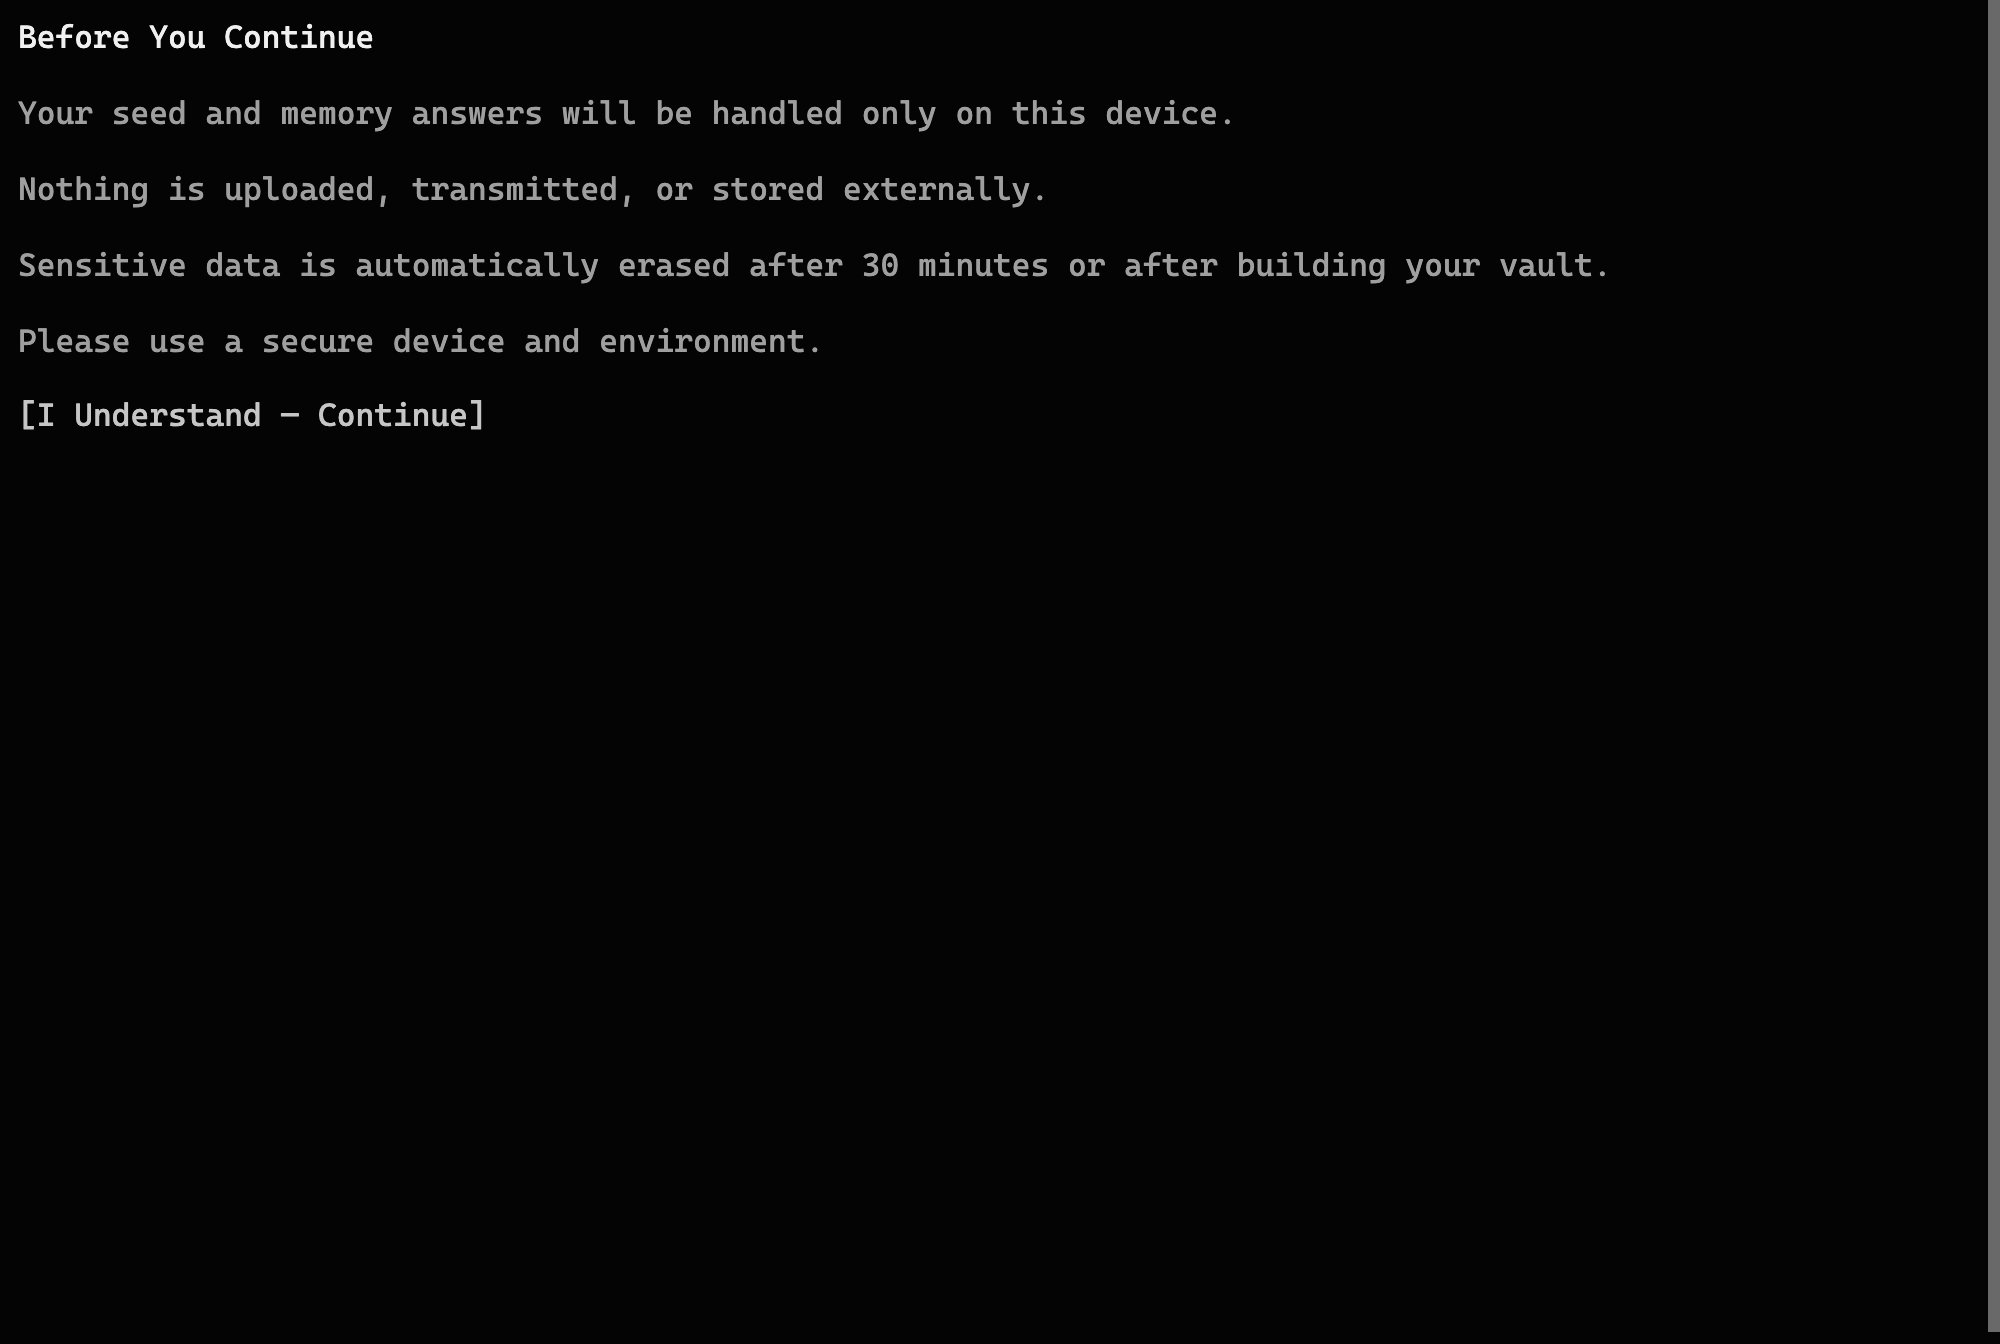 Before You Continue
Your seed and memory answers will be handled only on this device.
Nothing is uploaded, transmitted, or stored externally.
Sensitive data is automatically erased after 30 minutes or after building your vault.
Please use a secure device and environment.
[I Understand — Continue]